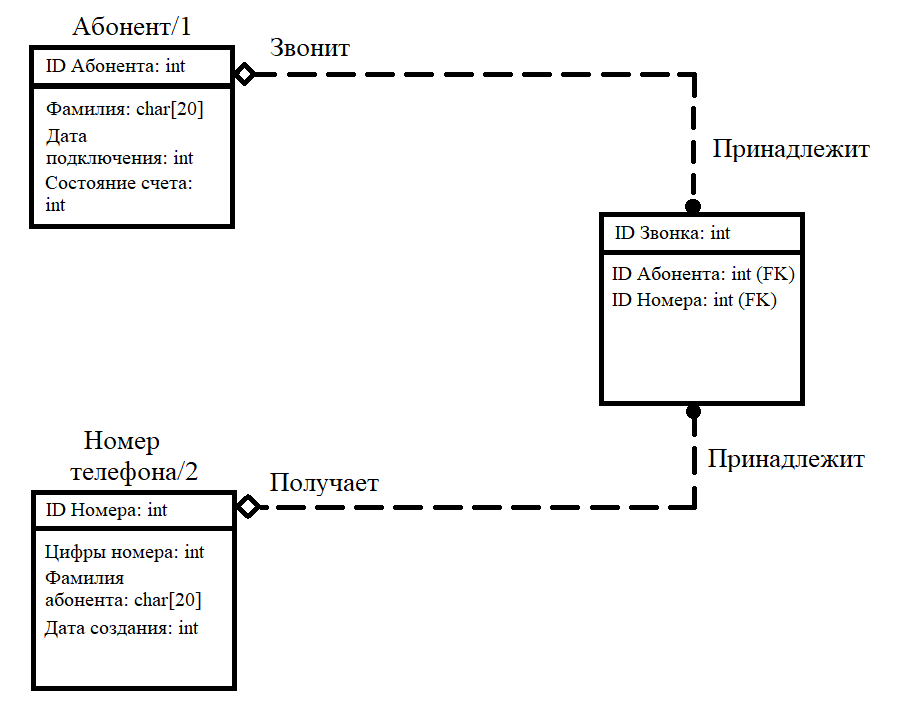 Абонент/1
ID Абонента: int
Фамилия: char[20]
Дата
подключения: int
Состояние счета:
int
Звонит
Принадлежит
ID Звонка: int
ID Абонента: int (FK)
ID Номера: int (FK)
Принадлежит
Номер
телефона/2
ID Номера: int
Цифры номера: int
Фамилия
абонента: char[20]
Дата создания: int
Получает